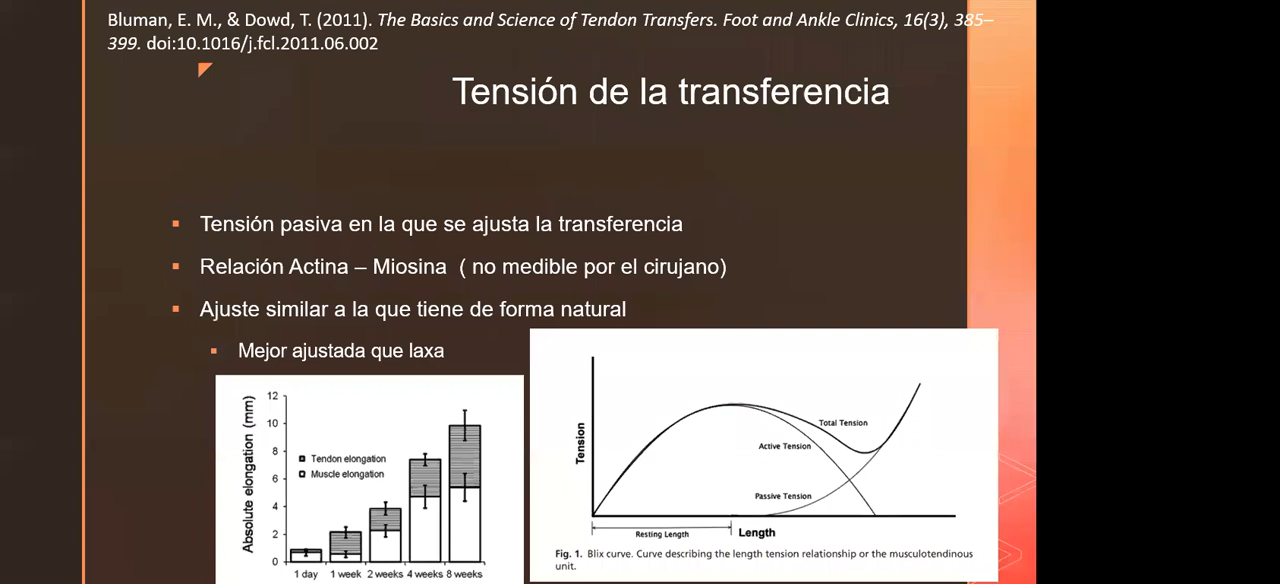 Bluman, E. M., & Dowd, T. (2011). The Basics and Science of Tendon Transfers. Foot and Ankle Clinics, 16(3), 385–
399. doi:10.1016/j.fcl.2011.06.002
Tensión de la transferencia
▪ Tensión pasiva en la que se ajusta la transferencia
▪ Relación Actina – Miosina ( no medible por el cirujano)
▪ Ajuste similar a la que tiene de forma natural
▪ Mejor ajustada que laxa
Absolute elongation (mm)
12
10
8
6
4
2
0
Tendon elongation
Muscle elongation
1 day 1 week 2 weeks 4 weeks 8 weeks
Tension
Total Tension
Active Tension
Passive Tension
Resting Length
Length
Fig. 1. Blix curve. Curve describing the length tension relationship or the musculotendinous
unit.